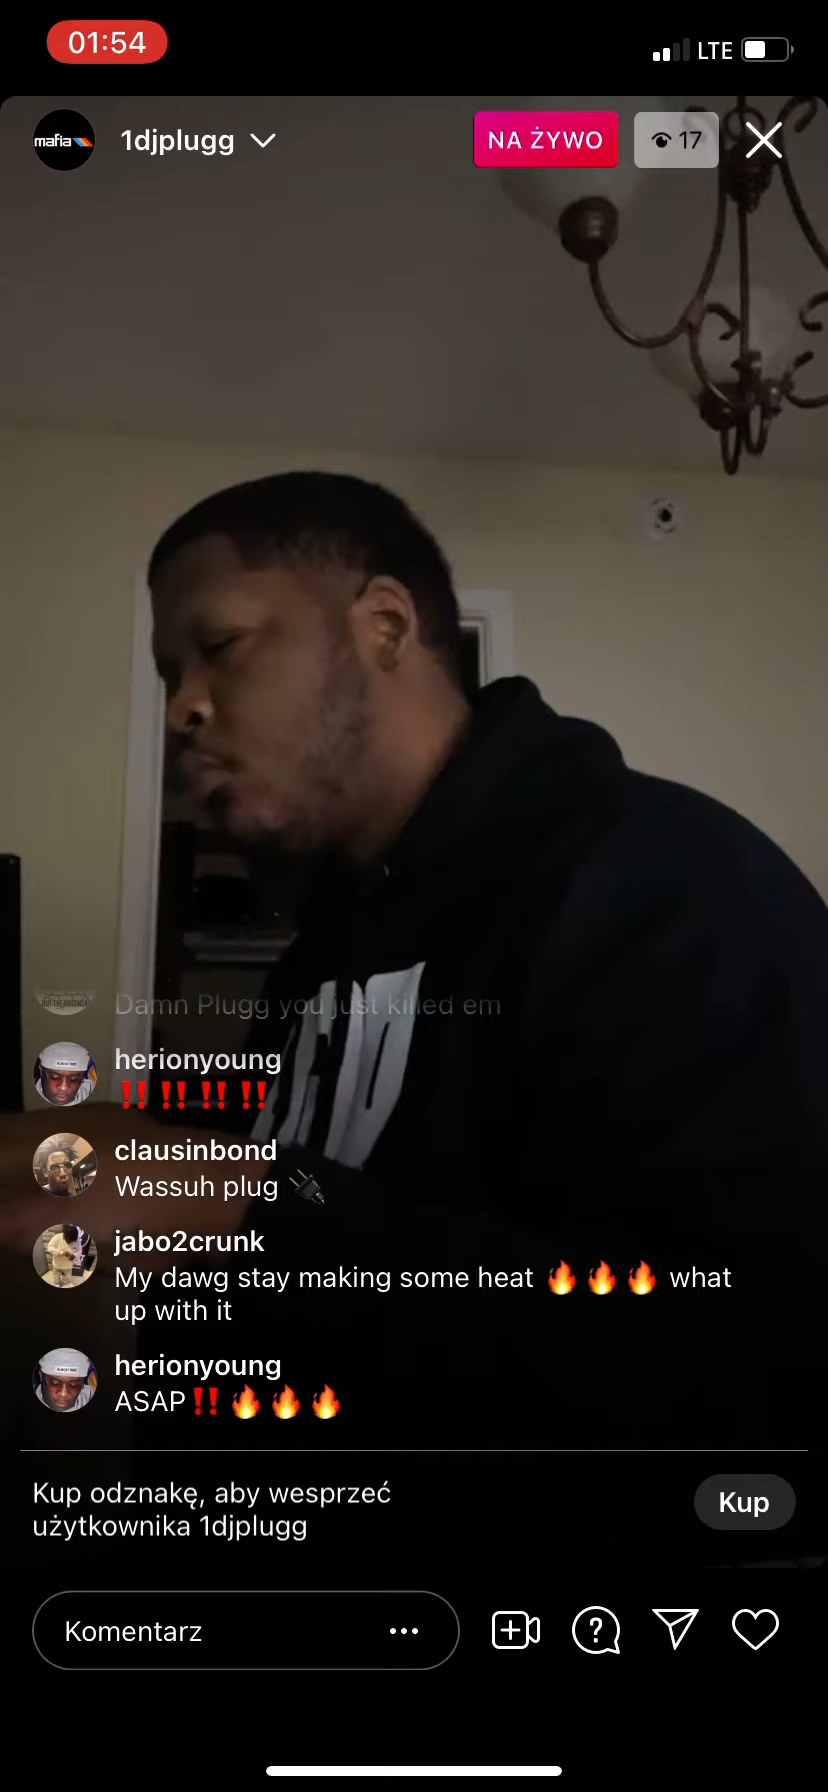 01:54
LTE
mafia
1djplugg
NA ŻYWO
17
Damn Plugg you just killed em
herionyoung
‼️ ‼️ ‼️ ‼️
clausinbond
Wassuh plug 🔌
jabo2crunk
My dawg stay making some heat 🔥 🔥 🔥 what
up with it
herionyoung
ASAP‼️🔥 🔥 🔥
Kup odznakę, aby wesprzeć
użytkownika 1djplugg
Kup
Komentarz